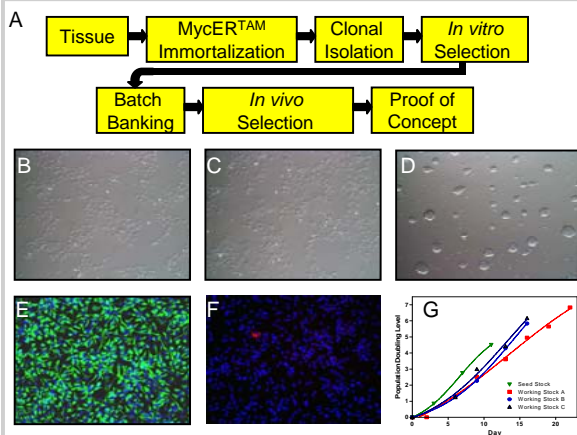 A
Tissue
MycERTAM
Immortalization
Clonal
Isolation
In vitro
Selection
Batch
Banking
In vivo
Selection
Proof of
Concept
B
C
D
E
F
G
Population Doubling Level
7
6
5
4
3
2
1
0
0
5
10
15
20
Day
Seed Stock
Working Stock A
Working Stock B
Working Stock C